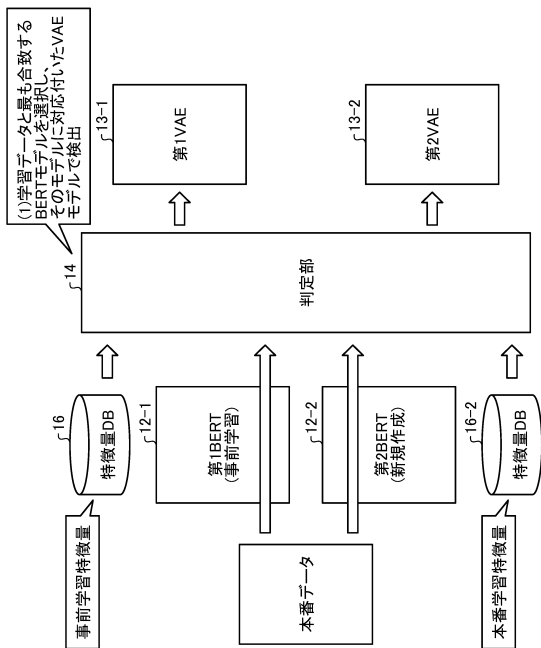 (1)学習データと最も合致する
BERTモデルを選択し、
そのモデルに対応付いたVAE
モデルで検出
13-1
第1VAE
13-2
第2VAE
14
判定部
16
特徴量DB
12-1
第1BERT
(事前学習)
12-2
第2BERT
(新規作成)
16-2
特徴量DB
事前学習特徴量
本番データ
本番学習特徴量